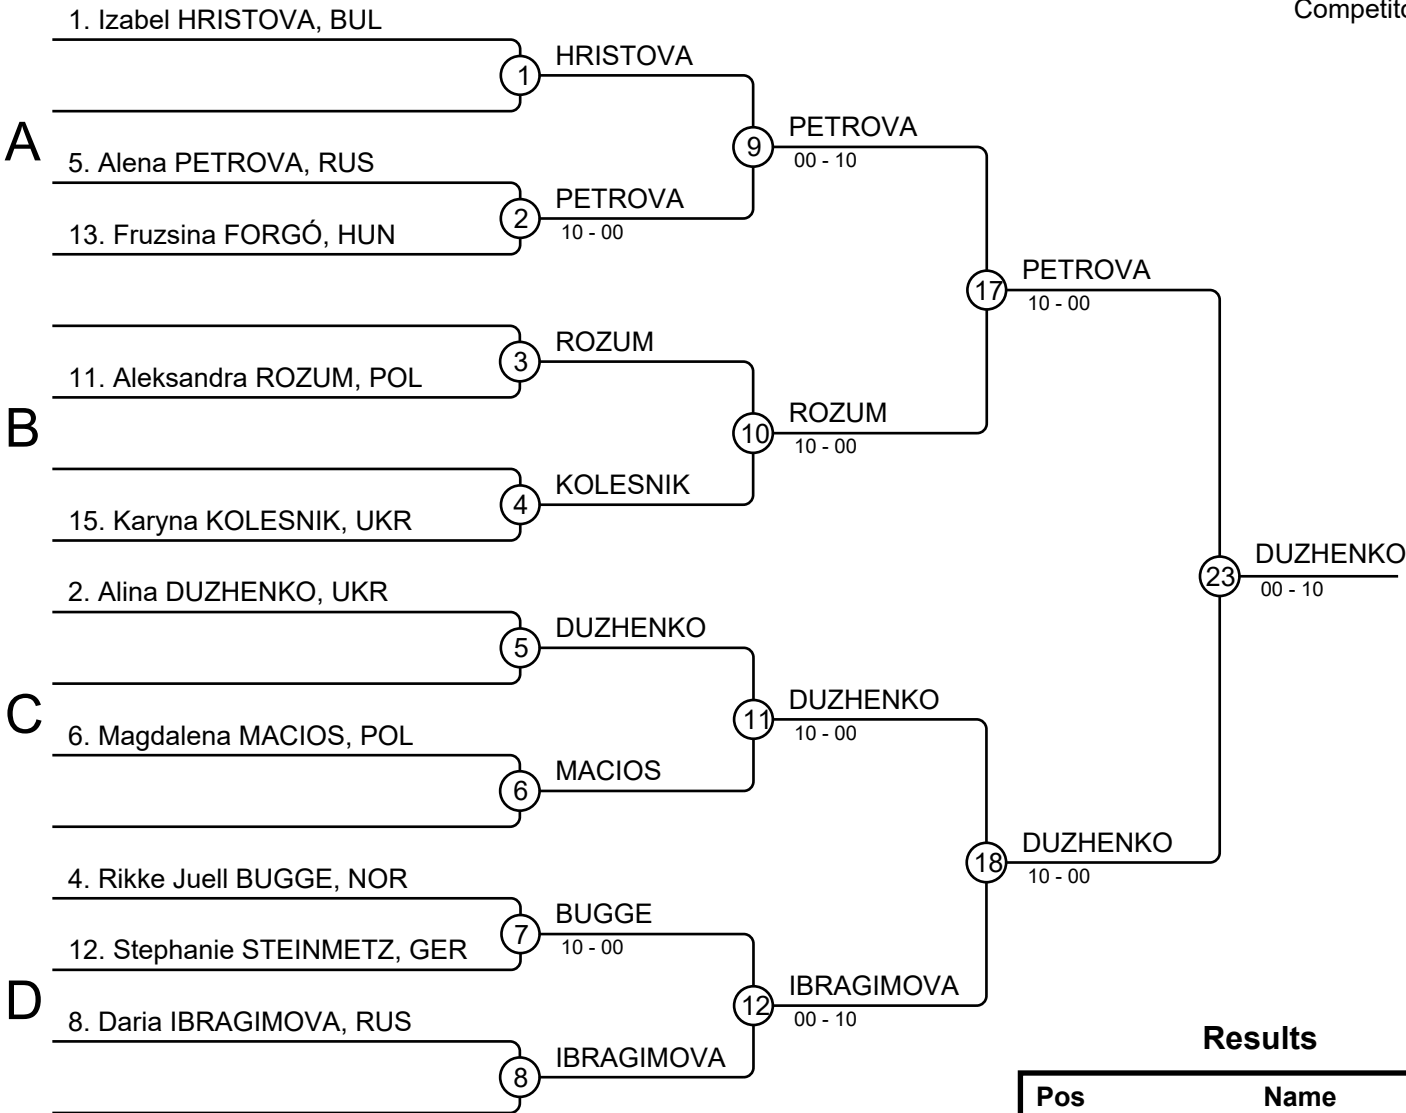 Competito
1. Izabel HRISTOVA, BUL
1
HRISTOVA
A
5. Alena PETROVA, RUS
2
PETROVA
10 - 00
13. Fruzsina FORGÓ, HUN
9
PETROVA
00 - 10
3
ROZUM
11. Aleksandra ROZUM, POL
B
10
ROZUM
10 - 00
4
KOLESNIK
15. Karyna KOLESNIK, UKR
17
PETROVA
10 - 00
2. Alina DUZHENKO, UKR
5
DUZHENKO
C
6. Magdalena MACIOS, POL
6
MACIOS
11
DUZHENKO
10 - 00
4. Rikke Juell BUGGE, NOR
7
BUGGE
10 - 00
12. Stephanie STEINMETZ, GER
D
8. Daria IBRAGIMOVA, RUS
8
IBRAGIMOVA
12
IBRAGIMOVA
00 - 10
18
DUZHENKO
10 - 00
23
DUZHENKO
00 - 10
Results
Pos Name